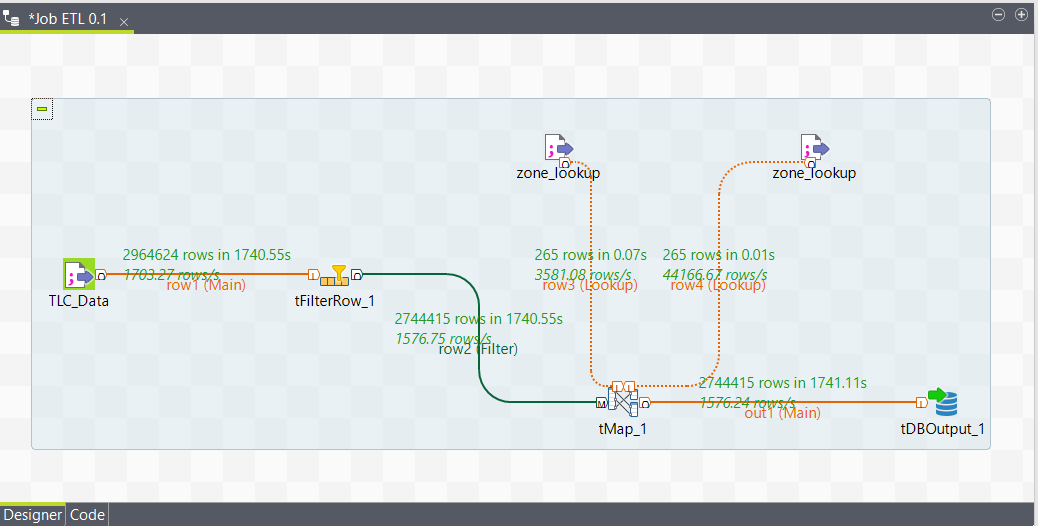 *Job ETL 0.1
zone_lookup
zone_lookup
2964624 rows in 1740.55s
1703.27 rows/s
row1 (Main)
265 rows in 0.07s
3581.08 rows/s
row3 (Lookup)
265 rows in 0.01s
44166.67 rows/s
row4 (Lookup)
TLC_Data
tFilterRow_1
2744415 rows in 1740.55s
1576.75 rows/s
row2 (Filter)
2744415 rows in 1741.11s
1576.24 rows/s
out1 (Main)
tMap_1
tDBOutput_1
Designer
Code